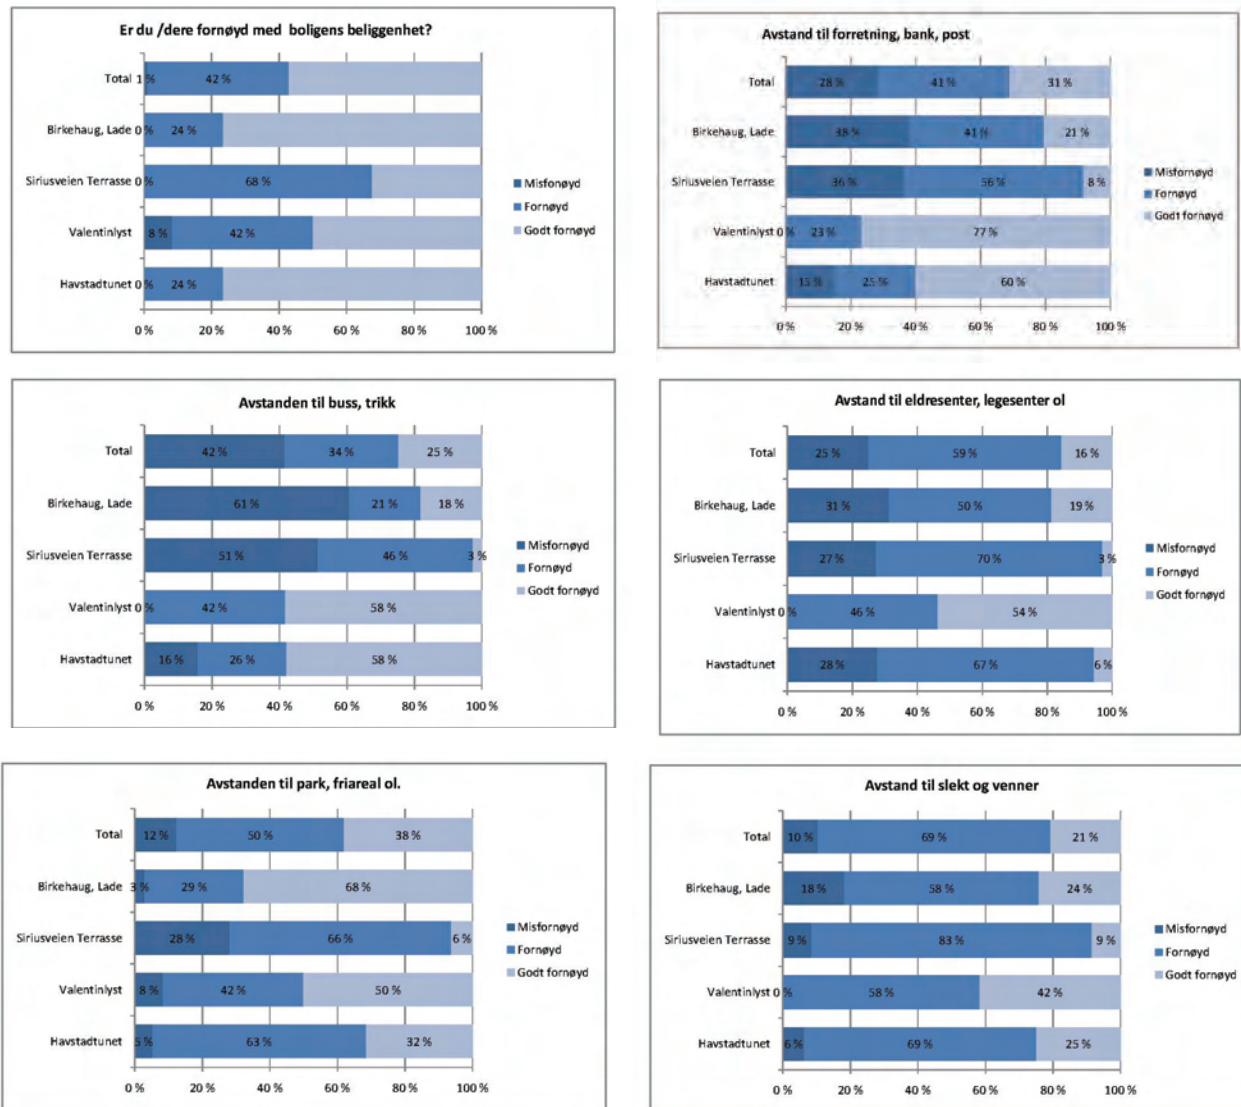 Er du /dere fornøyd med boligens beliggenhet?
Total 1 % 42 %
Birkehaug, Lade 0 % 24 %
Siriusveien Terrasse 0 % 68 %
Valentinlyst 8 % 42 %
Havstadtunet 0 % 24 %
0 % 20 % 40 % 60 % 80 % 100 %
Misfonøyd
Fornøyd
Godt fornøyd
Avstand til forretning, bank, post
Total 28 % 41 % 31 %
Birkehaug, Lade 38 % 41 % 21 %
Siriusveien Terrasse 36 % 56 % 8 %
Valentinlyst 0 % 23 % 77 %
Havstadtunet 15 % 25 % 60 %
0 % 20 % 40 % 60 % 80 % 100 %
Misfornøyd
Fornøyd
Godt fornøyd
Avstanden til buss, trikk
Total 42 % 34 % 25 %
Birkehaug, Lade 61 % 21 % 18 %
Siriusveien Terrasse 51 % 46 % 3 %
Valentinlyst 0 % 42 % 58 %
Havstadtunet 16 % 26 % 58 %
0 % 20 % 40 % 60 % 80 % 100 %
Misfornøyd
Fornøyd
Godt fornøyd
Avstand til eldresenter, legesenter ol
Total 25 % 59 % 16 %
Birkehaug, Lade 31 % 50 % 19 %
Siriusveien Terrasse 27 % 70 % 3 %
Valentinlyst 0 % 46 % 54 %
Havstadtunet 28 % 67 % 6 %
0 % 20 % 40 % 60 % 80 % 100 %
Misfornøyd
Fornøyd
Godt fornøyd
Avstanden til park, friareal ol.
Total 12 % 50 % 38 %
Birkehaug, Lade 3 % 29 % 68 %
Siriusveien Terrasse 28 % 66 % 6 %
Valentinlyst 8 % 42 % 50 %
Havstadtunet 5 % 63 % 32 %
0 % 20 % 40 % 60 % 80 % 100 %
Misfornøyd
Fornøyd
Godt fornøyd
Avstand til slekt og venner
Total 10 % 69 % 21 %
Birkehaug, Lade 18 % 58 % 24 %
Siriusveien Terrasse 9 % 83 % 9 %
Valentinlyst 0 % 58 % 42 %
Havstadtunet 6 % 69 % 25 %
0 % 20 % 40 % 60 % 80 % 100 %
Misfornøyd
Fornøyd
Godt fornøyd